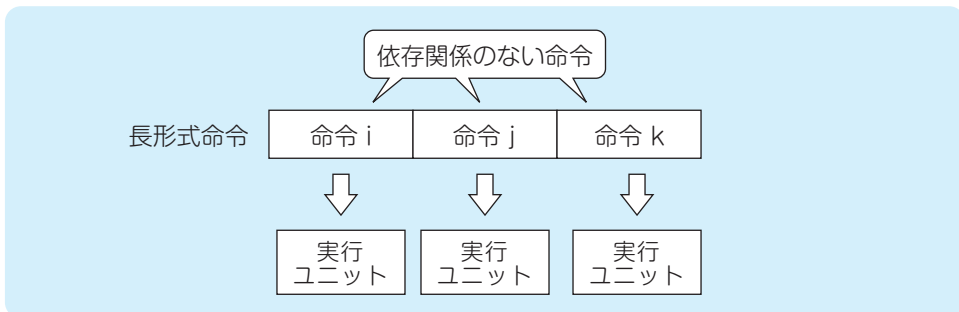 依存関係のない命令
長形式命令
命令 i
命令 j
命令 k
実行
ユニット
実行
ユニット
実行
ユニット